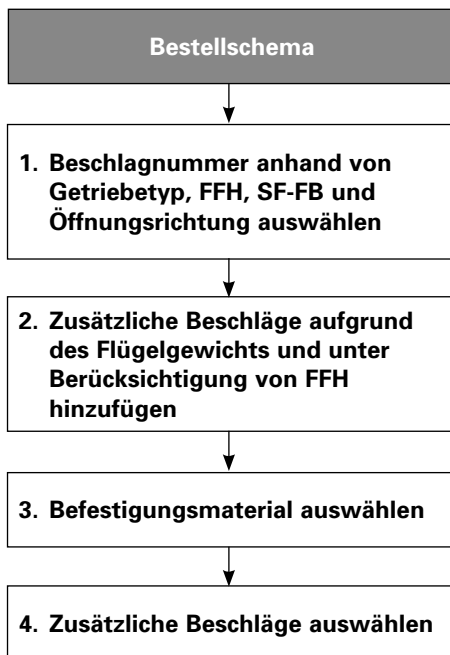 Bestellschema
1. Beschlagnummer anhand von
Getriebetyp, FFH, SF-FB und
Öffnungsrichtung auswählen
2. Zusätzliche Beschläge aufgrund
des Flügelgewichts und unter
Berücksichtigung von FFH
hinzufügen
3. Befestigungsmaterial auswählen
4. Zusätzliche Beschläge auswählen